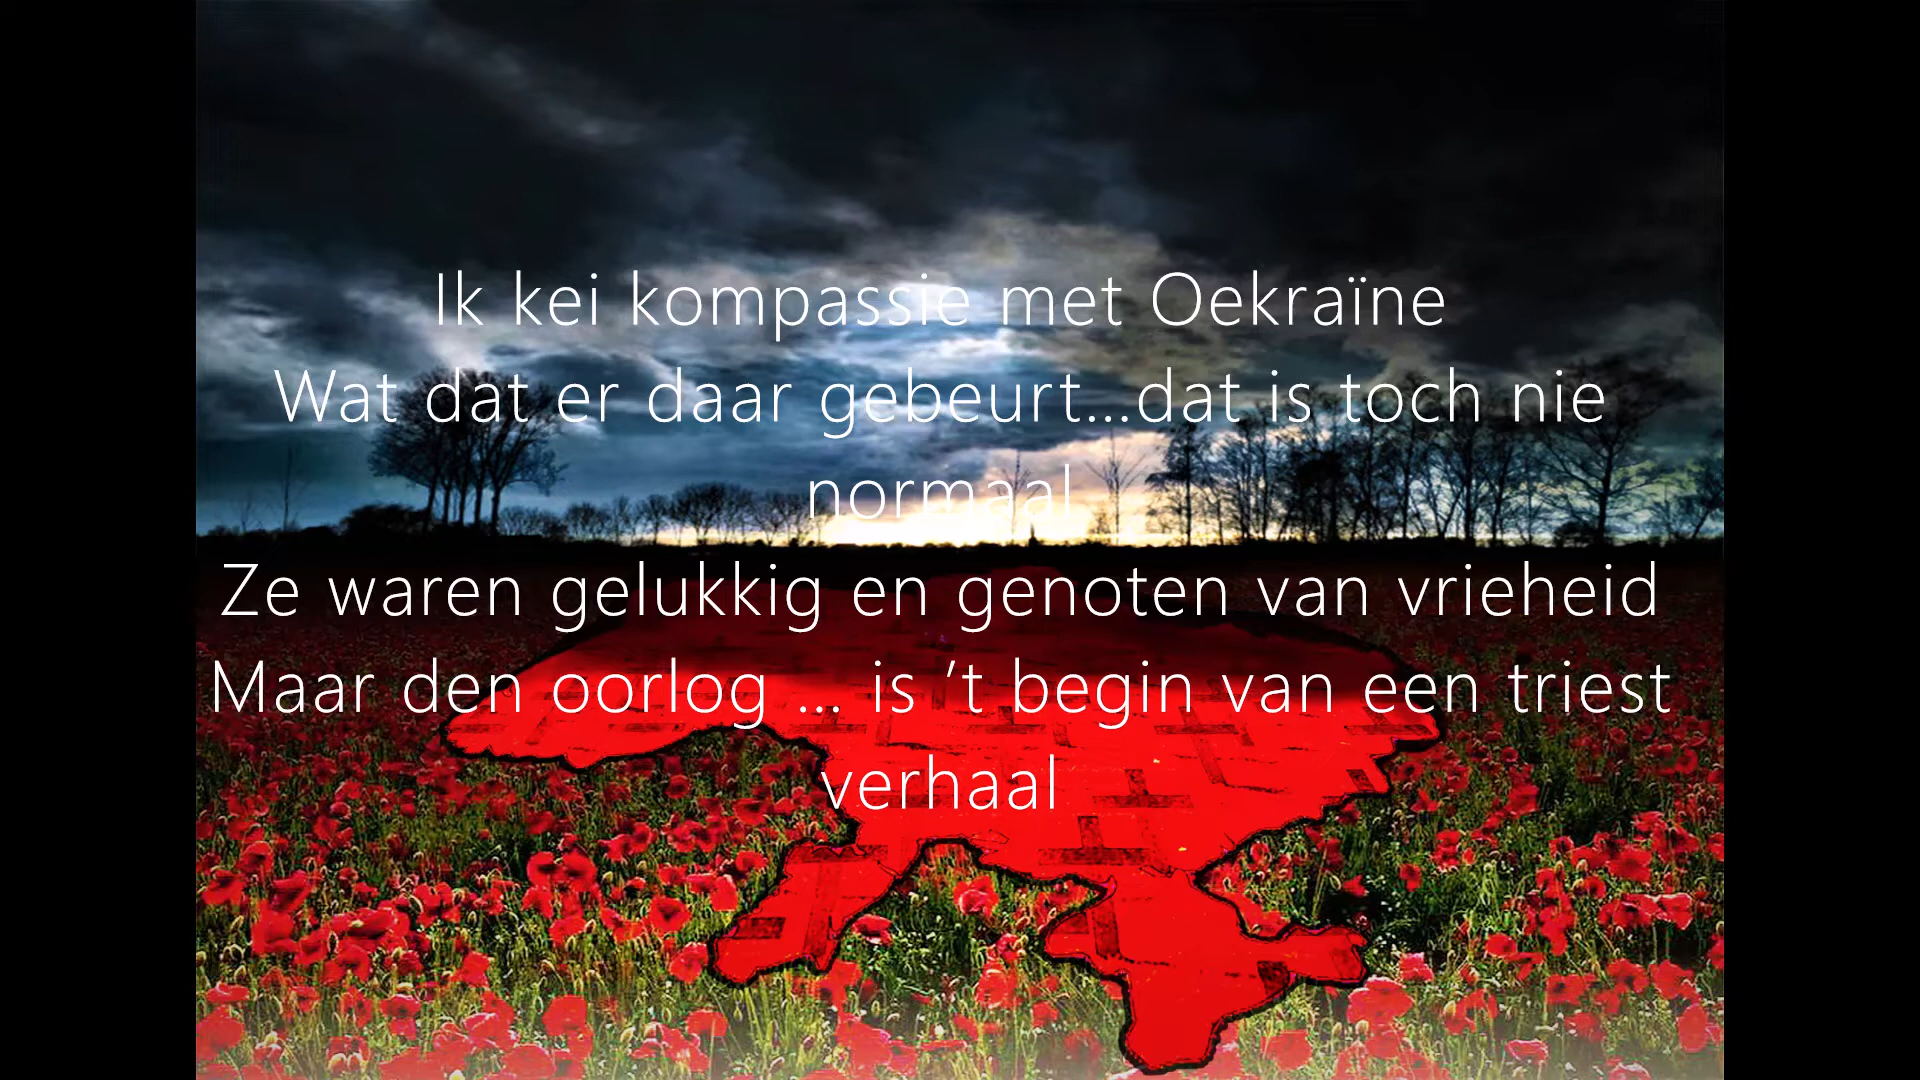 Ik kei kompassie met Oekraïne
Wat dat er daar gebeurt...dat is toch nie
normaal
Ze waren gelukkig en genoten van vrieheid
Maar den oorlog ... is ’t begin van een triest
verhaal